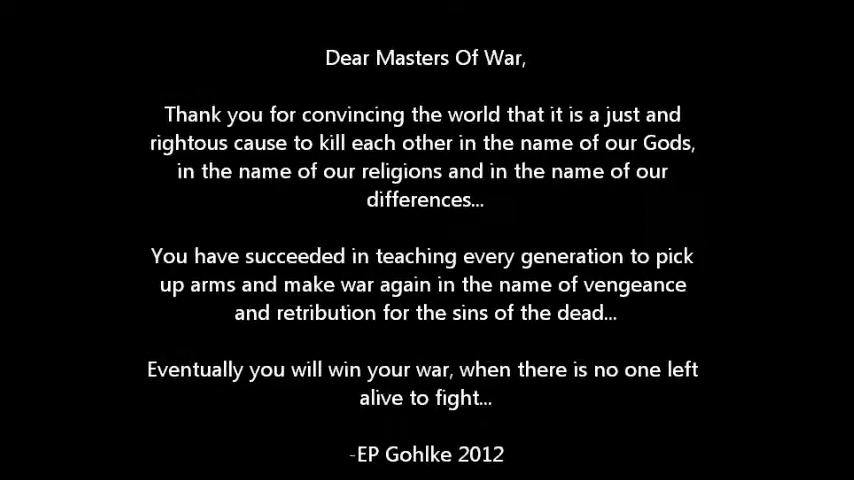 Dear Masters Of War,
Thank you for convincing the world that it is a just and
rightous cause to kill each other in the name of our Gods,
in the name of our religions and in the name of our
differences...
You have succeeded in teaching every generation to pick
up arms and make war again in the name of vengeance
and retribution for the sins of the dead...
Eventually you will win your war, when there is no one left
alive to fight...
-EP Gohlke 2012